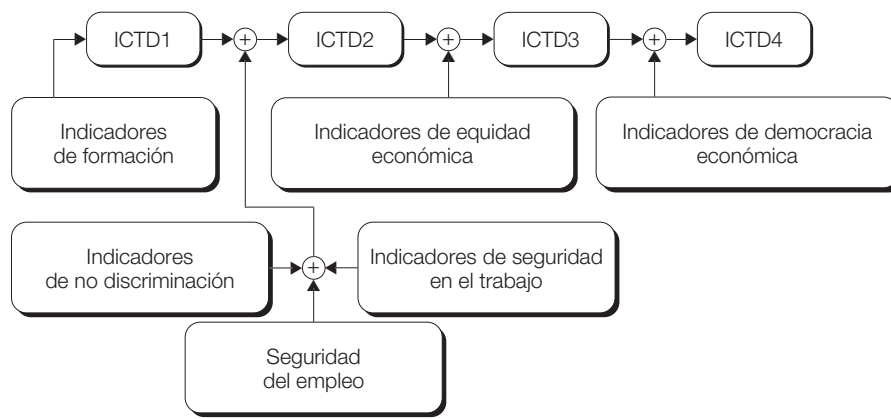 ICTD1
+
ICTD2
+
ICTD3
+
ICTD4
Indicadores
de formación
Indicadores de equidad
económica
Indicadores de democracia
económica
Indicadores
de no discriminación
+
Indicadores de seguridad
en el trabajo
Seguridad
del empleo